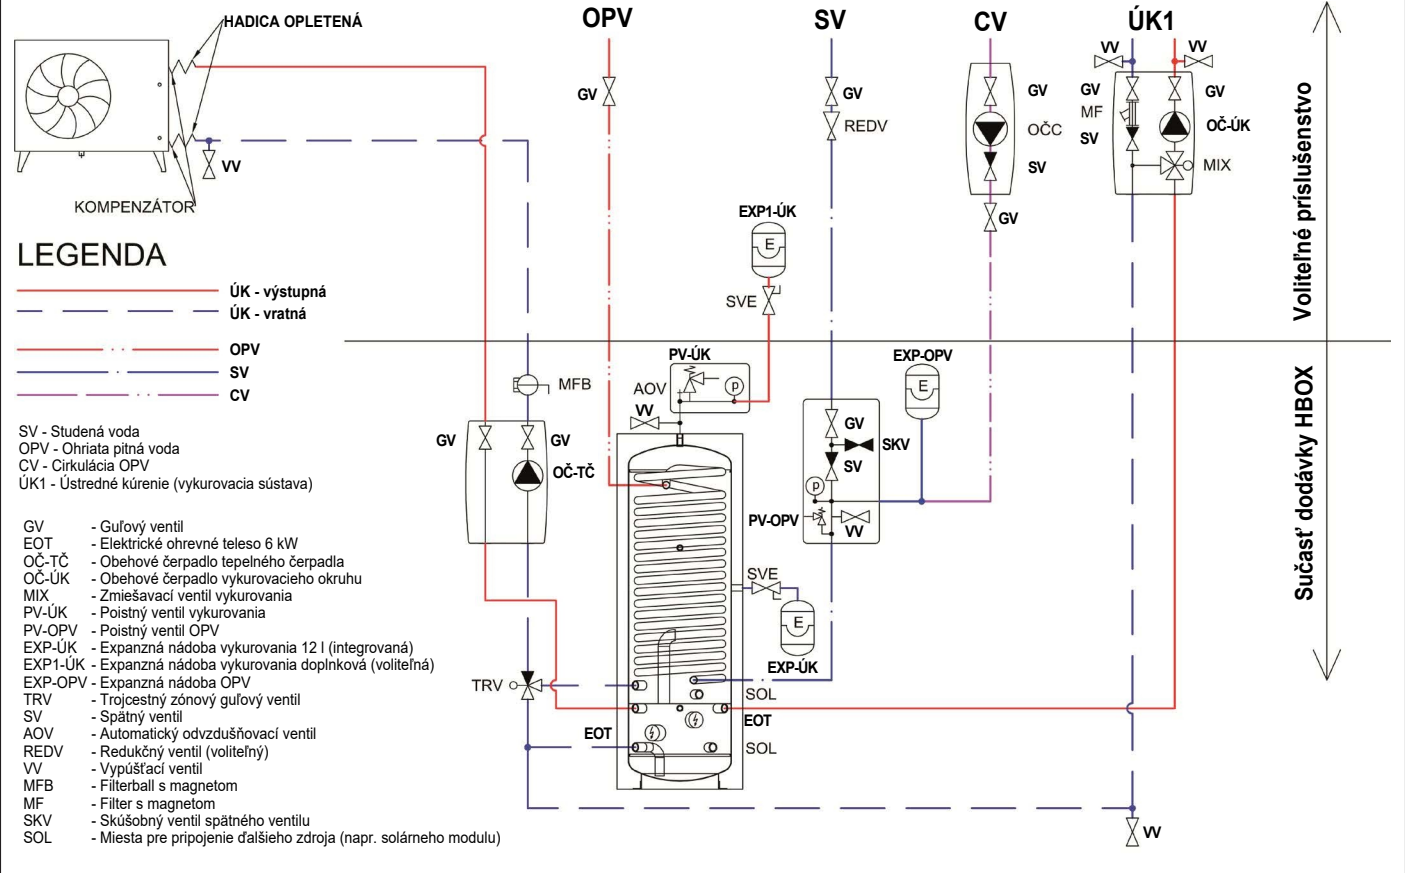 HADICA OPLETENÁ
OPV
SV
CV
ÚK1
VV
VV
GV
GV
REDV
GV
OČC
SV
GV
GV
MF
SV
GV
OČ-ÚK
MIX
VV
KOMPENZÁTOR
Voliteľné príslušenstvo
EXP1-ÚK
E
SVE
LEGENDA
ÚK - výstupná
ÚK - vratná
OPV
SV
CV
SV - Studená voda
OPV - Ohriata pitná voda
CV - Cirkulácia OPV
ÚK1 - Ústredné kúrenie (vykurovacia sústava)
GV - Guľový ventil
EOT - Elektrické ohrevné teleso 6 kW
OČ-TČ - Obehové čerpadlo tepelného čerpadla
OČ-ÚK - Obehové čerpadlo vykurovacieho okruhu
MIX - Zmiešavací ventil vykurovania
PV-ÚK - Poistný ventil vykurovania
PV-OPV - Poistný ventil OPV
EXP-ÚK - Expanzná nádoba vykurovania 12 l (integrovaná)
EXP1-ÚK - Expanzná nádoba vykurovania doplnková (voliteľná)
EXP-OPV - Expanzná nádoba OPV
TRV - Trojcestný zónový guľový ventil
SV - Spätný ventil
AOV - Automatický odvzdušňovací ventil
REDV - Redukčný ventil (voliteľný)
VV - Vypúšťací ventil
MFB - Filterball s magnetom
MF - Filter s magnetom
SKV - Skúšobný ventil spätného ventilu
SOL - Miesta pre pripojenie ďalšieho zdroja (napr. solárneho modulu)
MFB
GV
GV
OČ-TČ
PV-ÚK
AOV
p
VV
EXP-OPV
E
GV
SKV
SV
p
PV-OPV
VV
SVE
E
EXP-ÚK
TRV
SOL
EOT
EOT
SOL
VV
Sučasť dodávky HBOX